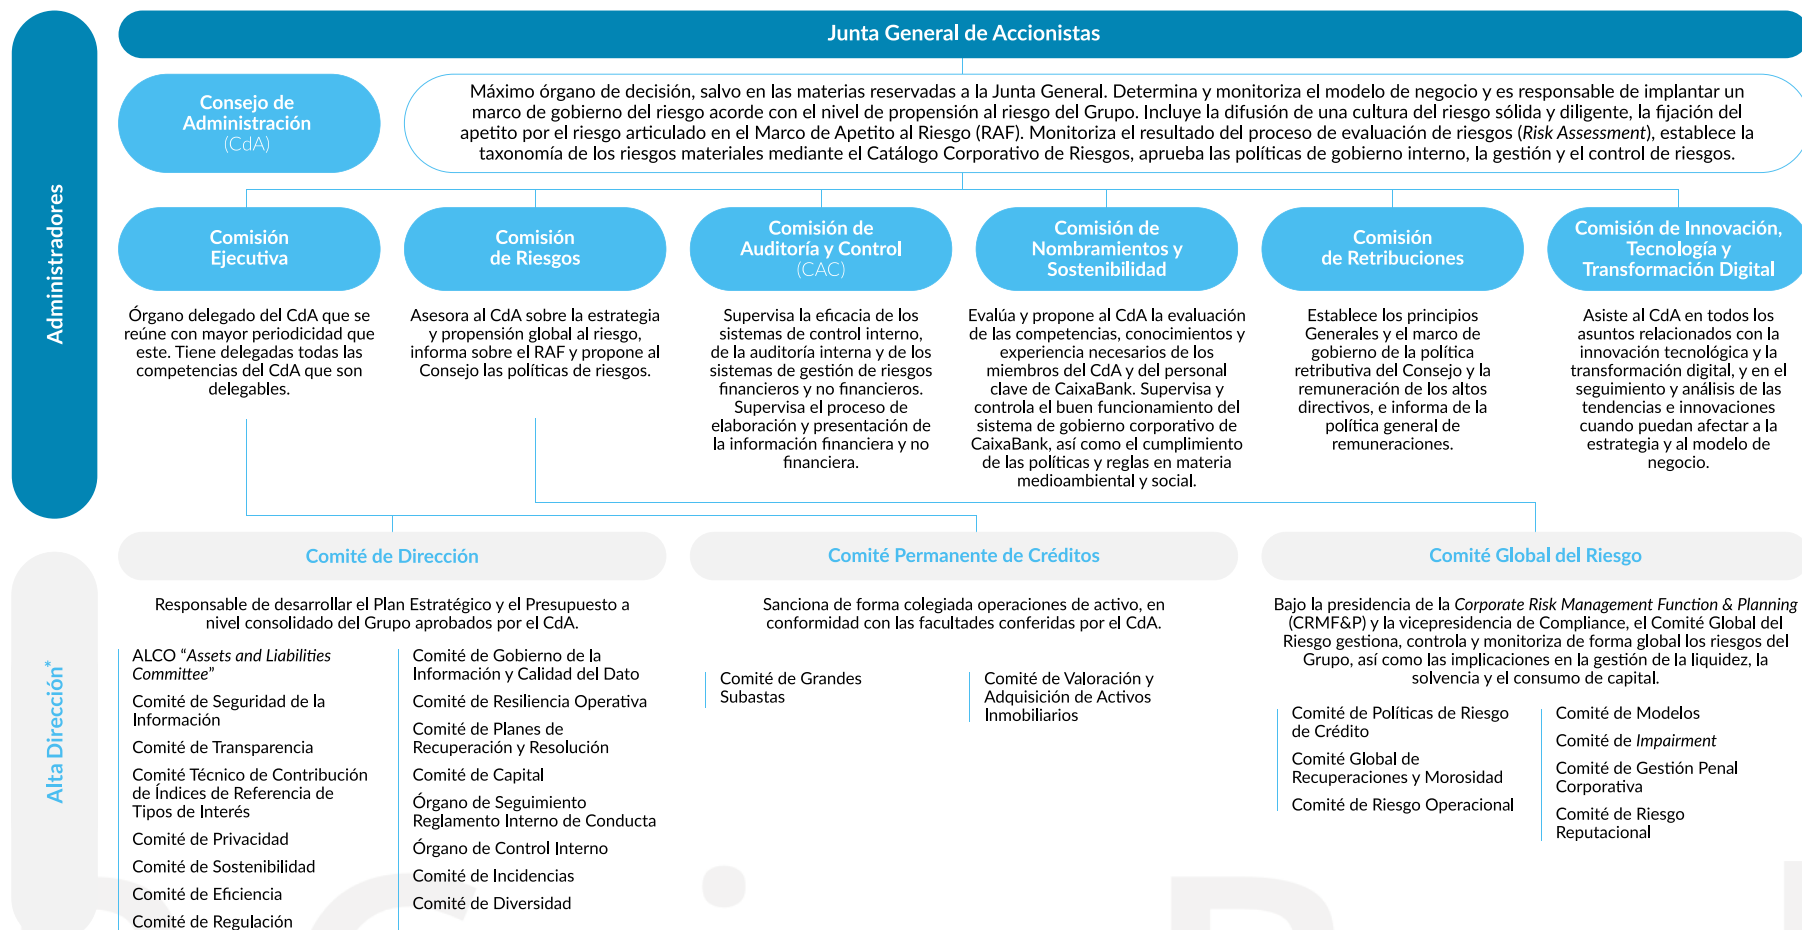 Administradores
Junta General de Accionistas
Consejo de
Administración
(CdA)
Máximo órgano de decisión, salvo en las materias reservadas a la Junta General. Determina y monitoriza el modelo de negocio y es responsable de implantar un
marco de gobierno del riesgo acorde con el nivel de propensión al riesgo del Grupo. Incluye la difusión de una cultura del riesgo sólida y diligente, la fijación del
apetito por el riesgo articulado en el Marco de Apetito al Riesgo (RAF). Monitoriza el resultado del proceso de evaluación de riesgos (Risk Assessment), establece la
taxonomía de los riesgos materiales mediante el Catálogo Corporativo de Riesgos, aprueba las políticas de gobierno interno, la gestión y el control de riesgos.
Comisión
Ejecutiva
Órgano delegado del CdA que se
reúne con mayor periodicidad que
este. Tiene delegadas todas las
competencias del CdA que son
delegables.
Comisión
de Riesgos
Asesora al CdA sobre la estrategia
y propensión global al riesgo,
informa sobre el RAF y propone al
Consejo las políticas de riesgos.
Comisión de
Auditoría y Control
(CAC)
Supervisa la eficacia de los
sistemas de control interno,
de la auditoría interna y de los
sistemas de gestión de riesgos
financieros y no financieros.
Supervisa el proceso de
elaboración y presentación de
la información financiera y no
financiera.
Comisión de
Nombramientos y
Sostenibilidad
Evalúa y propone al CdA la evaluación
de las competencias, conocimientos y
experiencia necesarios de los
miembros del CdA y del personal
clave de CaixaBank. Supervisa y
controla el buen funcionamiento del
sistema de gobierno corporativo de
CaixaBank, así como el cumplimiento
de las políticas y reglas en materia
medioambiental y social.
Comisión
de Retribuciones
Establece los principios
Generales y el marco de
gobierno de la política
retributiva del Consejo y la
remuneración de los altos
directivos, e informa de la
política general de
remuneraciones.
Comisión de Innovación,
Tecnología y
Transformación Digital
Asiste al CdA en todos los
asuntos relacionados con la
innovación tecnológica y la
transformación digital, y en el
seguimiento y análisis de las
tendencias e innovaciones
cuando puedan afectar a la
estrategia y al modelo de
negocio.
Alta Dirección*
Comité de Dirección
Responsable de desarrollar el Plan Estratégico y el Presupuesto a
nivel consolidado del Grupo aprobados por el CdA.
ALCO “Assets and Liabilities
Committee”
Comité de Seguridad de la
Información
Comité de Transparencia
Comité Técnico de Contribución
de Índices de Referencia de
Tipos de Interés
Comité de Privacidad
Comité de Sostenibilidad
Comité de Eficiencia
Comité de Regulación
Comité de Gobierno de la
Información y Calidad del Dato
Comité de Resiliencia Operativa
Comité de Planes de
Recuperación y Resolución
Comité de Capital
Órgano de Seguimiento
Reglamento Interno de Conducta
Órgano de Control Interno
Comité de Incidencias
Comité de Diversidad
Comité Permanente de Créditos
Sanciona de forma colegiada operaciones de activo, en
conformidad con las facultades conferidas por el CdA.
Comité de Grandes
Subastas
Comité de Valoración y
Adquisición de Activos
Inmobiliarios
Comité Global del Riesgo
Bajo la presidencia de la Corporate Risk Management Function & Planning
(CRMF&P) y la vicepresidencia de Compliance, el Comité Global del
Riesgo gestiona, controla y monitoriza de forma global los riesgos del
Grupo, así como las implicaciones en la gestión de la liquidez, la
solvencia y el consumo de capital.
Comité de Políticas de Riesgo
de Crédito
Comité Global de
Recuperaciones y Morosidad
Comité de Riesgo Operacional
Comité de Modelos
Comité de Impairment
Comité de Gestión Penal
Corporativa
Comité de Riesgo
Reputacional